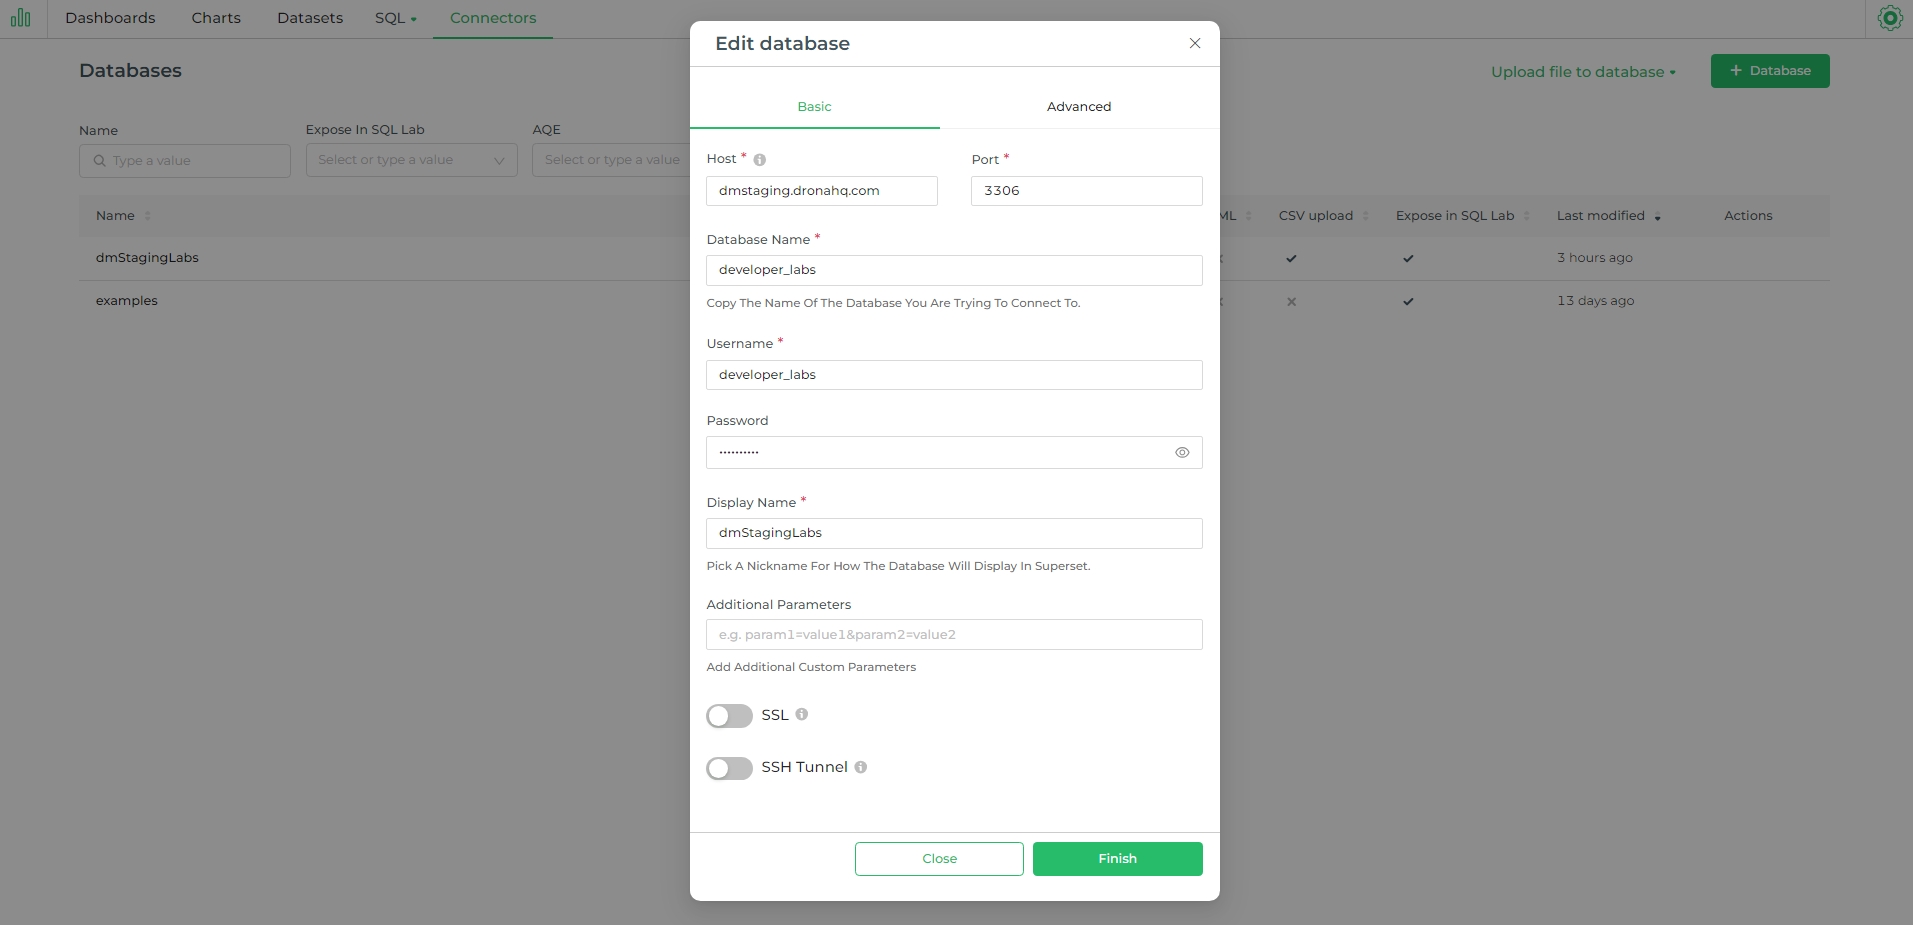 Dashboards Charts Datasets SQL Connectors
Edit database
Databases
Upload file to database
+ Database
Basic Advanced
Name Expose In SQL Lab AQE
Type a value Select or type a value Select or type a value
Host * Port *
dmstaging.dronahq.com 3306
Name ML CSV upload Expose in SQL Lab Last modified Actions
Database Name *
dmStagingLabs 3 hours ago
developer_labs
examples 13 days ago
Copy The Name Of The Database You Are Trying To Connect To.
Username *
developer_labs
Password
••••••••••
Display Name *
dmStagingLabs
Pick A Nickname For How The Database Will Display In Superset.
Additional Parameters
e.g. param1=value1&param2=value2
Add Additional Custom Parameters
SSL
SSH Tunnel
Close Finish